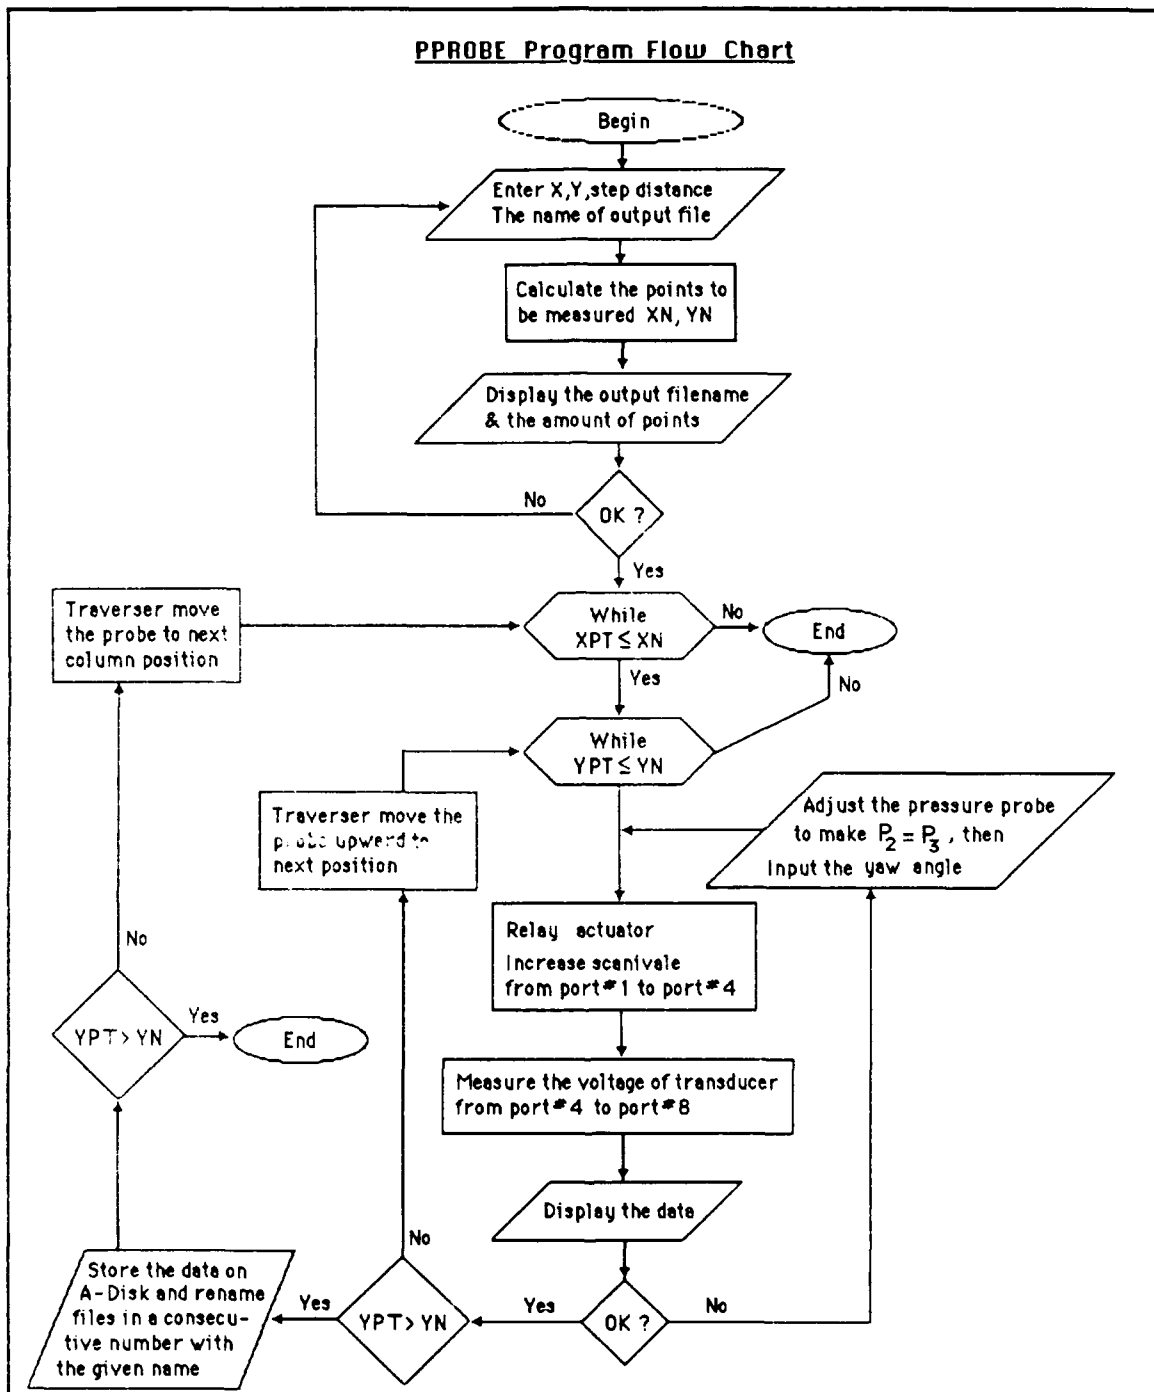 PPROBE Program Flow Chart
Begin
Enter X,Y,step distance
The name of output file
Calculate the points to
be measured XN, YN
Display the output filename
& the amount of points
No
OK ?
Yes
Traverser move
the probe to next
column position
While
XPT ≤ XN
No
End
Yes
No
While
YPT ≤ YN
Traverser move the
probe upward to
next position
Adjust the pressure probe
to make P2 = P3 , then
Input the yaw angle
Relay actuator
Increase scanivale
from port#1 to port#4
No
YPT > YN
Yes
End
Measure the voltage of transducer
from port#4 to port#8
Display the data
No
Store the data on
A-Disk and rename
files in a consecu-
tive number with
the given name
Yes
YPT > YN
Yes
OK ?
No